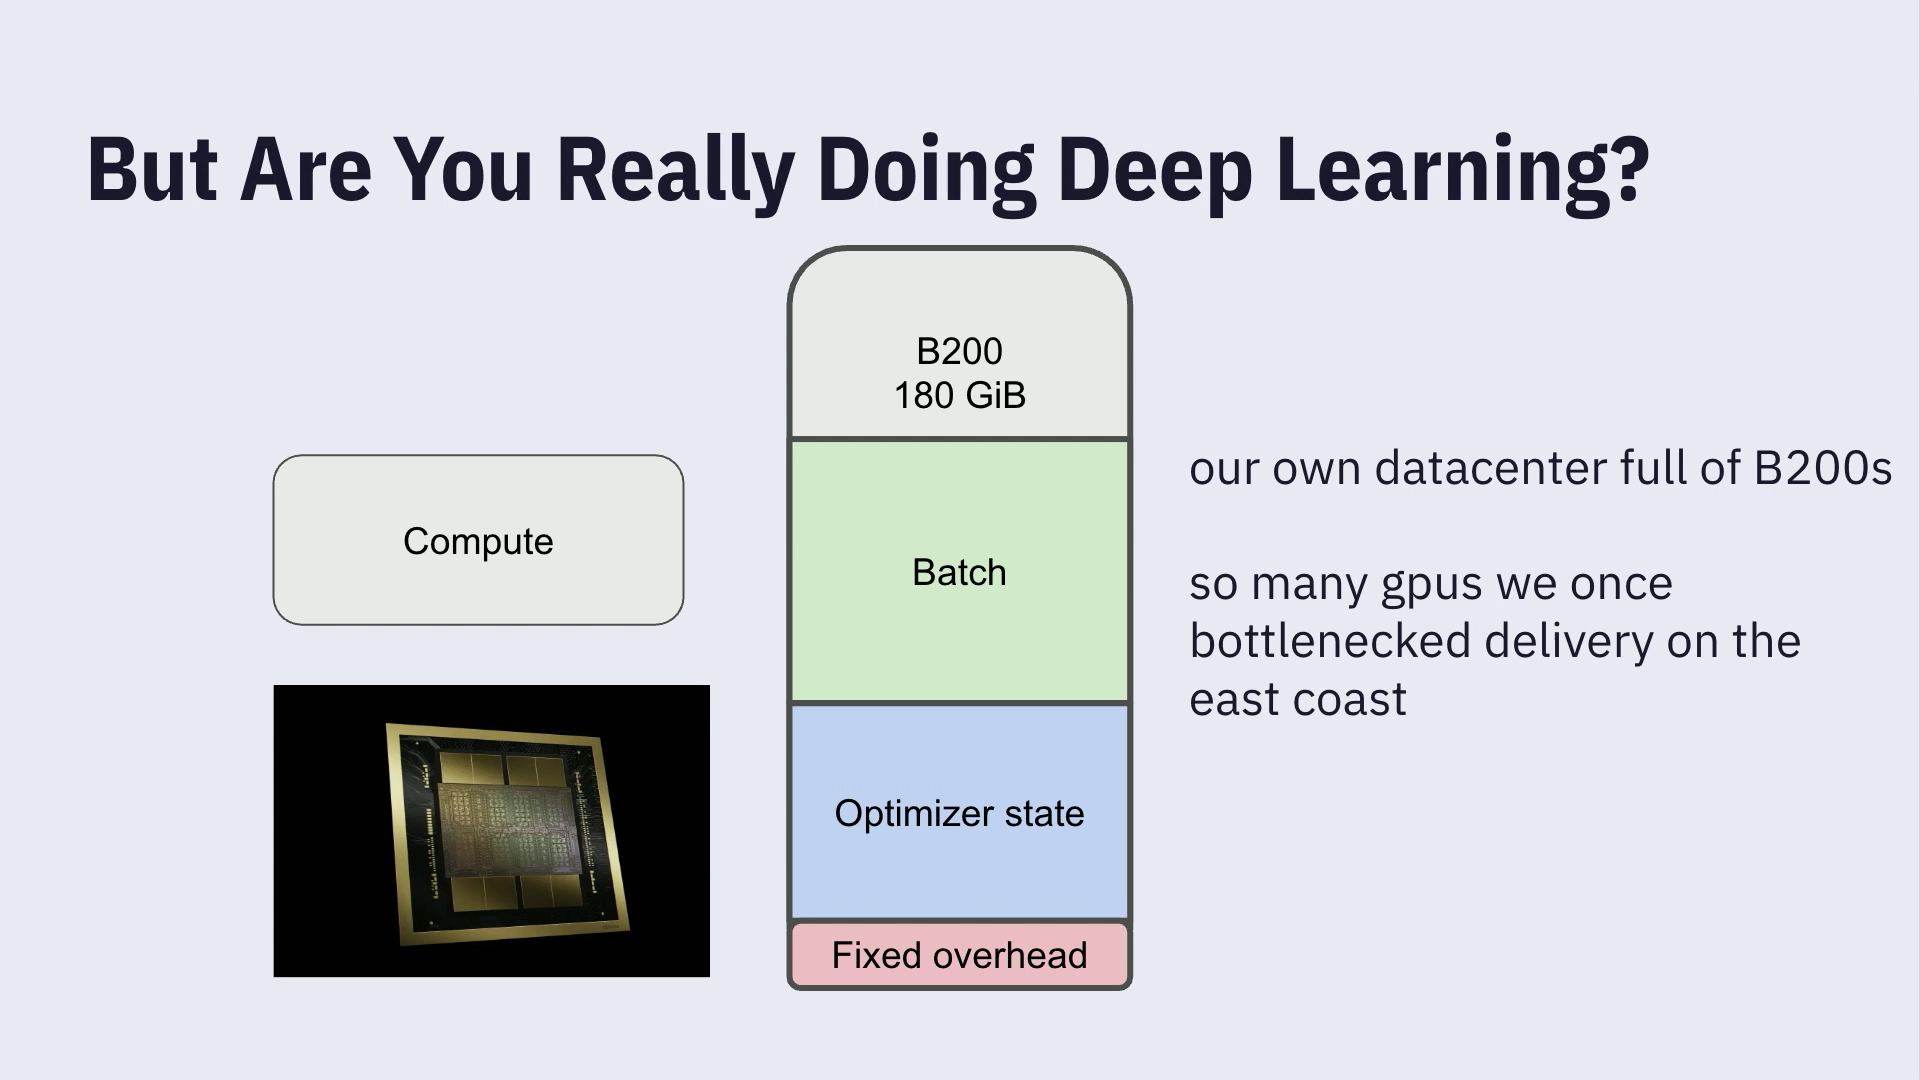 But Are You Really Doing Deep Learning?
B200
180 GiB
Compute
Batch
Optimizer state
Fixed overhead
our own datacenter full of B200s
so many gpus we once
bottlenecked delivery on the
east coast